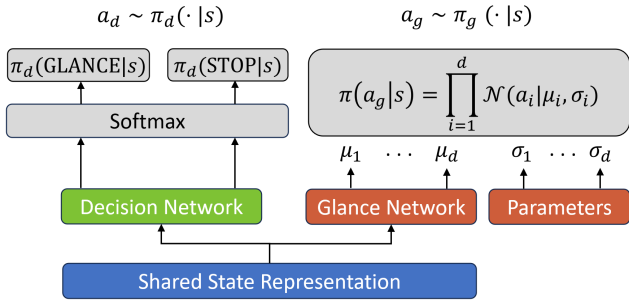 a_d ~ π_d(· |s)
a_g ~ π_g (· |s)
π_d(GLANCE|s)
π_d(STOP|s)
π(a_g|s) = ∏_{i=1}^{d} 𝒩(a_i|μ_i, σ_i)
Softmax
μ_1 ... μ_d
σ_1 ... σ_d
Decision Network
Glance Network
Parameters
Shared State Representation